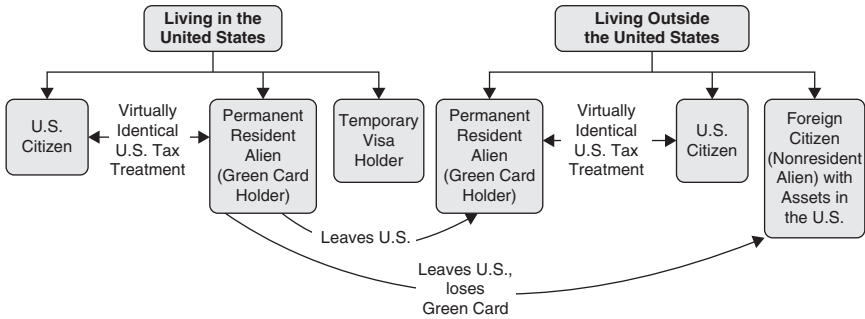 Living in the
United States
Living Outside
the United States
U.S.
Citizen
Virtually
Identical
U.S. Tax
Treatment
Permanent
Resident
Alien
(Green Card
Holder)
Temporary
Visa
Holder
Permanent
Resident
Alien
(Green Card
Holder)
Virtually
Identical
U.S. Tax
Treatment
U.S.
Citizen
Foreign
Citizen
(Nonresident
Alien) with
Assets in
the U.S.
Leaves U.S.
Leaves U.S.,
loses
Green Card